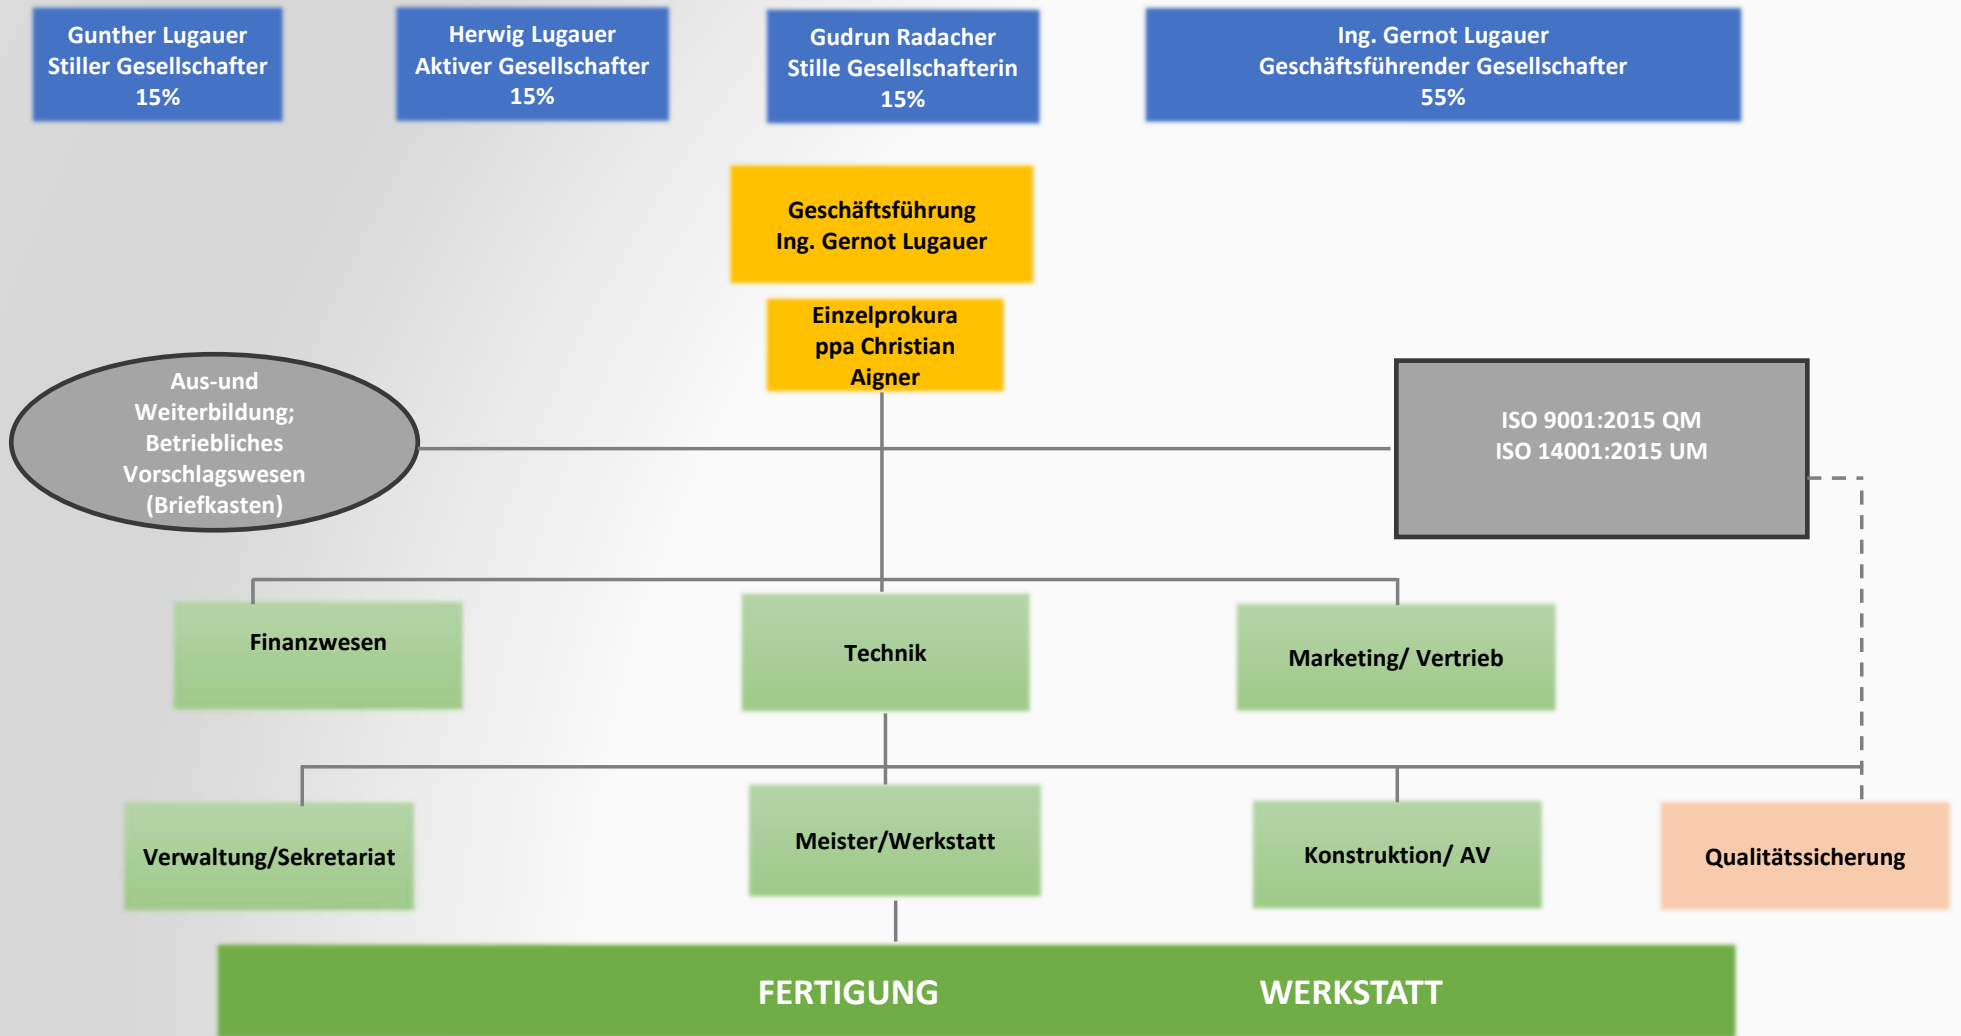 Gunther Lugauer
Stiller Gesellschafter
15%
Herwig Lugauer
Aktiver Gesellschafter
15%
Gudrun Radacher
Stille Gesellschafterin
15%
Ing. Gernot Lugauer
Geschäftsführender Gesellschafter
55%
Geschäftsführung
Ing. Gernot Lugauer
Einzelprokura
ppa Christian
Aigner
Aus-und
Weiterbildung;
Betriebliches
Vorschlagswesen
(Briefkasten)
ISO 9001:2015 QM
ISO 14001:2015 UM
Finanzwesen
Technik
Marketing/ Vertrieb
Verwaltung/Sekretariat
Meister/Werkstatt
Konstruktion/ AV
Qualitätssicherung
FERTIGUNG WERKSTATT